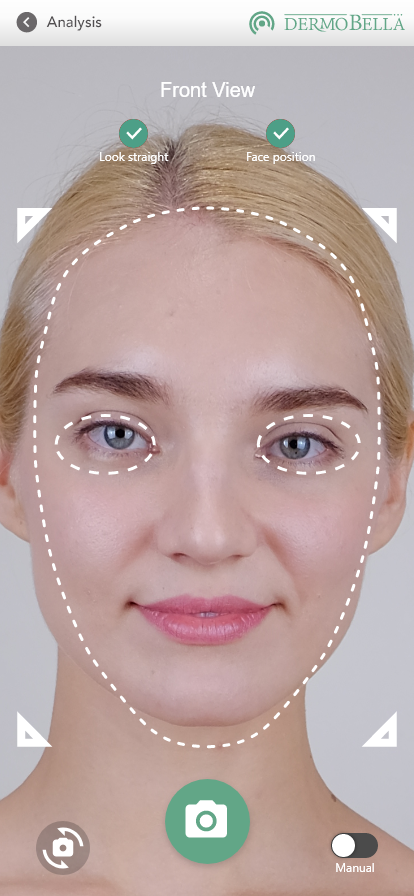 Analysis
DERMOBELLA
Front View
Look straight
Face position
Manual